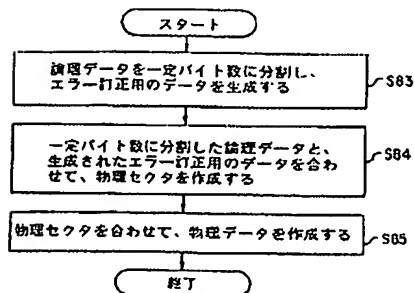 スタート
論理データを一定バイト数に分割し、
エラー訂正用のデータを生成する
S83
一定バイト数に分割した論理データと、
生成されたエラー訂正用のデータを合わ
せて、物理セクタを作成する
S84
物理セクタを合わせて、物理データを作成する
S85
終了